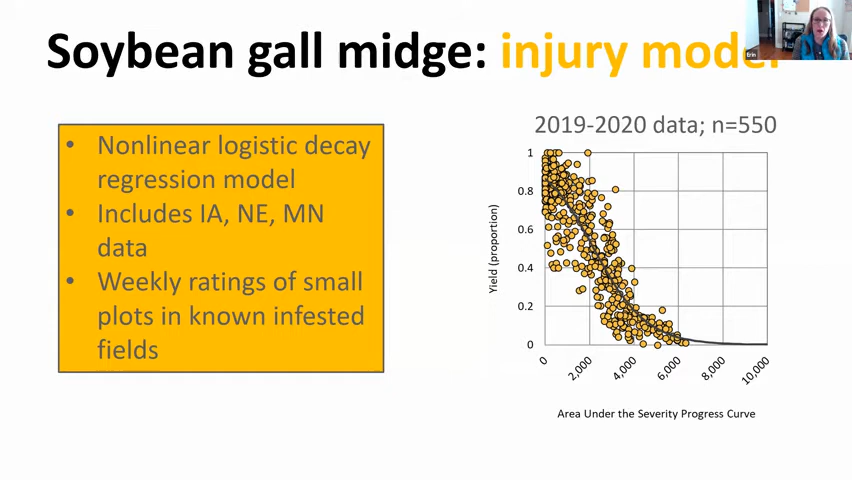 Soybean gall midge: injury model
Erin
• Nonlinear logistic decay
regression model
• Includes IA, NE, MN
data
• Weekly ratings of small
plots in known infested
fields
2019-2020 data; n=550
Yield (proportion)
1
0.8
0.6
0.4
0.2
0
0
2,000
4,000
6,000
8,000
10,000
Area Under the Severity Progress Curve